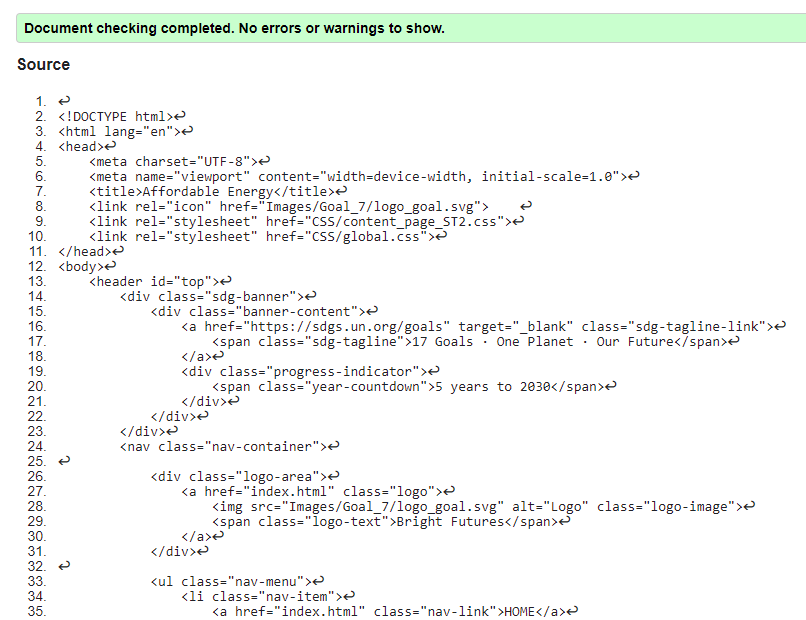 Document checking completed. No errors or warnings to show.
Source
1. ↩
2. <!DOCTYPE html>↩
3. <html lang="en">↩
4. <head>↩
5.     <meta charset="UTF-8">↩
6.     <meta name="viewport" content="width=device-width, initial-scale=1.0">↩
7.     <title>Affordable Energy</title>↩
8.     <link rel="icon" href="Images/Goal_7/logo_goal.svg">    ↩
9.     <link rel="stylesheet" href="CSS/content_page_ST2.css">↩
10.     <link rel="stylesheet" href="CSS/global.css">↩
11. </head>↩
12. <body>↩
13.     <header id="top">↩
14.         <div class="sdg-banner">↩
15.             <div class="banner-content">↩
16.                 <a href="https://sdgs.un.org/goals" target="_blank" class="sdg-tagline-link">↩
17.                     <span class="sdg-tagline">17 Goals · One Planet · Our Future</span>↩
18.                 </a>↩
19.                 <div class="progress-indicator">↩
20.                     <span class="year-countdown">5 years to 2030</span>↩
21.                 </div>↩
22.             </div>↩
23.         </div>↩
24.         <nav class="nav-container">↩
25. ↩
26.             <div class="logo-area">↩
27.                 <a href="index.html" class="logo">↩
28.                     <img src="Images/Goal_7/logo_goal.svg" alt="Logo" class="logo-image">↩
29.                     <span class="logo-text">Bright Futures</span>↩
30.                 </a>↩
31.             </div>↩
32. ↩
33.             <ul class="nav-menu">↩
34.                 <li class="nav-item">↩
35.                     <a href="index.html" class="nav-link">HOME</a>↩